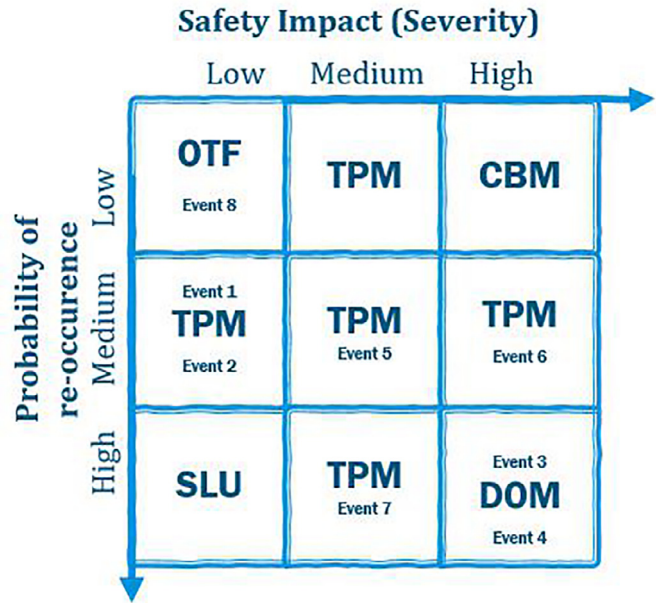 Safety Impact (Severity)
Low Medium High
Probability of
re-occurence
Low
OTF
Event 8
TPM
CBM
Medium
Event 1
TPM
Event 2
TPM
Event 5
TPM
Event 6
High
SLU
TPM
Event 7
Event 3
DOM
Event 4